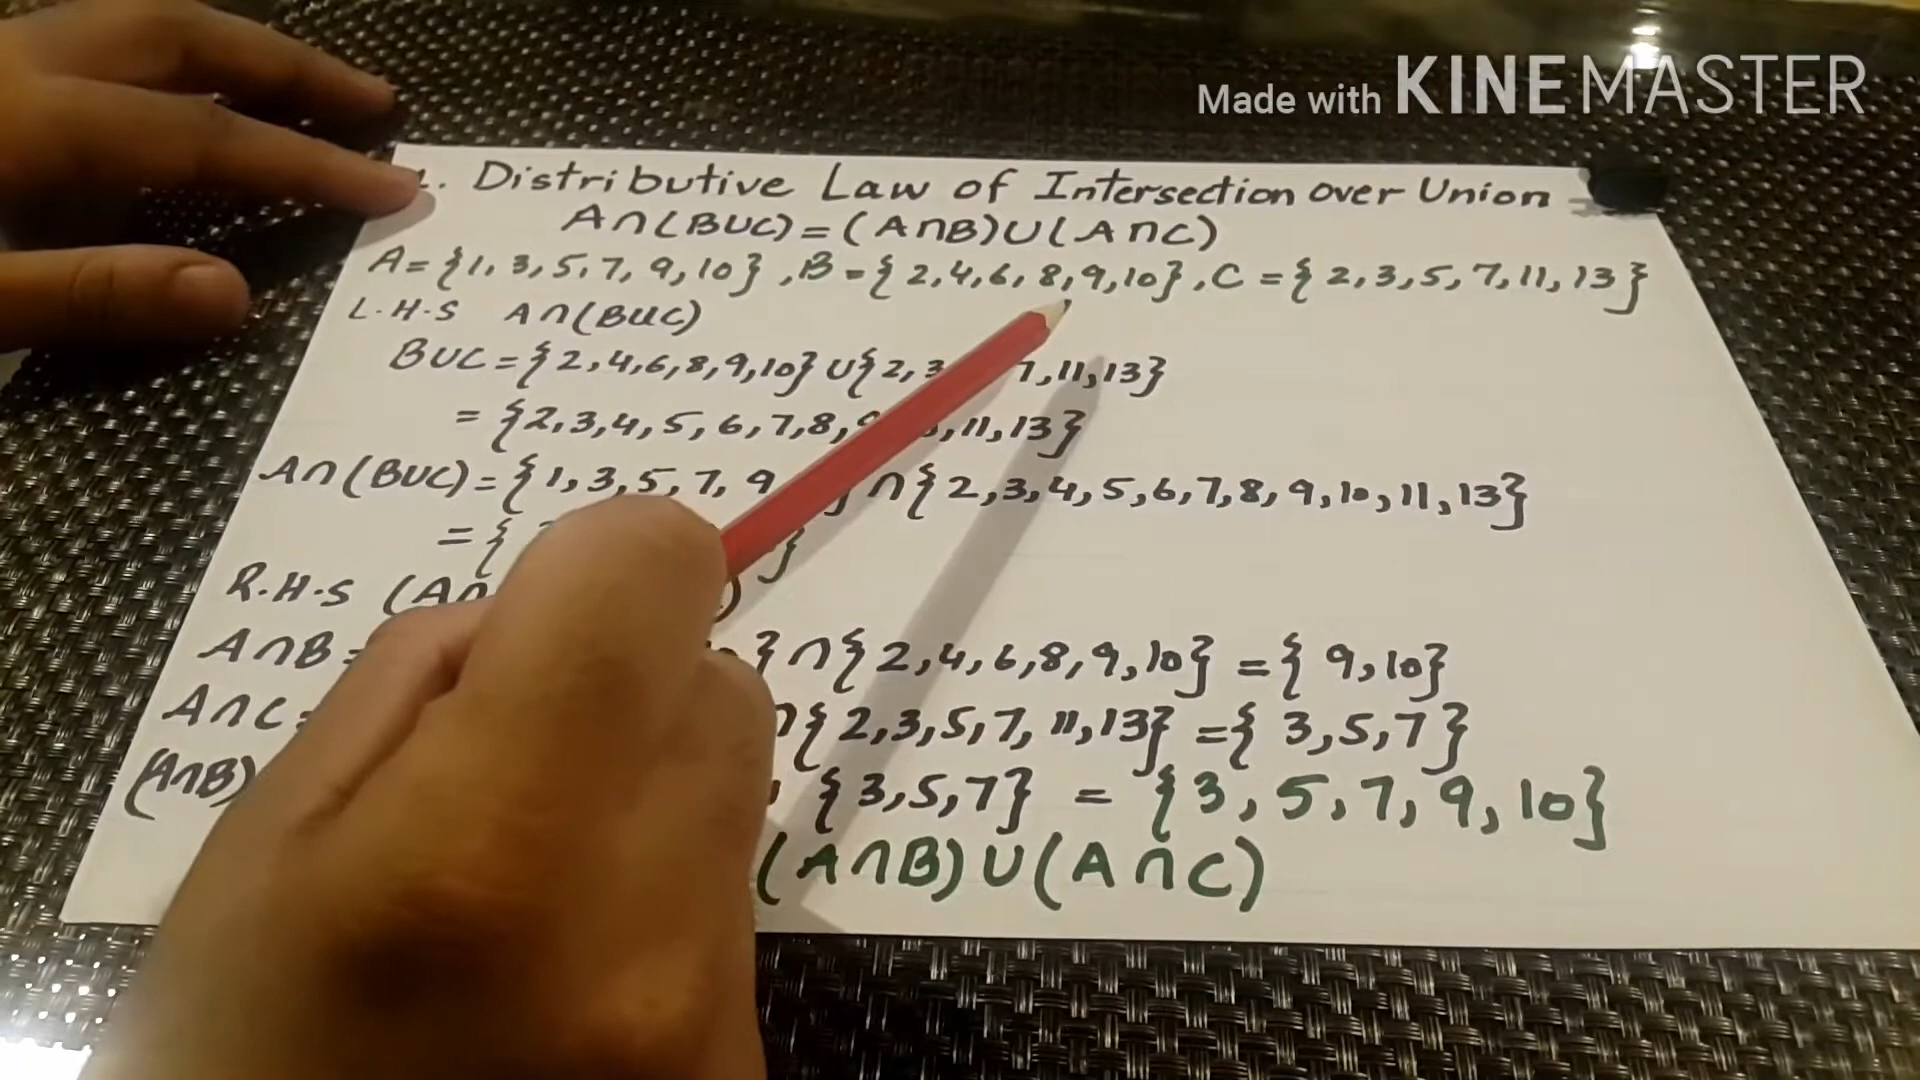 Made with KINEMASTER
. Distributive Law of Intersection over Union
A∩(BUC)=(A∩B)U(A∩C)
A={1,3,5,7,9,10},B={2,4,6,8,9,10},C={2,3,5,7,11,13}
L.H.S A∩(BUC)
BUC={2,4,6,8,9,10}U{2,3 7,11,13}
={2,3,4,5,6,7,8, ,11,13}
A∩(BUC)={1,3,5,7,9 }∩{2,3,4,5,6,7,8,9,10,11,13}
={ }
R.H.S (A∩ )
A∩B= }∩{2,4,6,8,9,10}={9,10}
A∩C= ∩{2,3,5,7,11,13}={3,5,7}
(A∩B) {3,5,7} = {3,5,7,9,10}
(A∩B)U(A∩C)